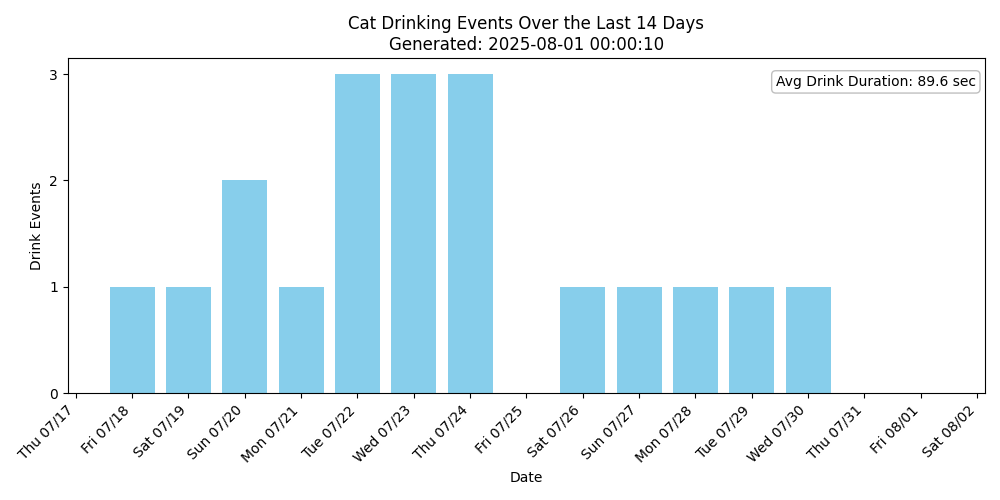 Cat Drinking Events Over the Last 14 Days
Generated: 2025-08-01 00:00:10
Avg Drink Duration: 89.6 sec
Drink Events
3
2
1
0
Thu 07/17
Fri 07/18
Sat 07/19
Sun 07/20
Mon 07/21
Tue 07/22
Wed 07/23
Thu 07/24
Fri 07/25
Sat 07/26
Sun 07/27
Mon 07/28
Tue 07/29
Wed 07/30
Thu 07/31
Fri 08/01
Sat 08/02
Date